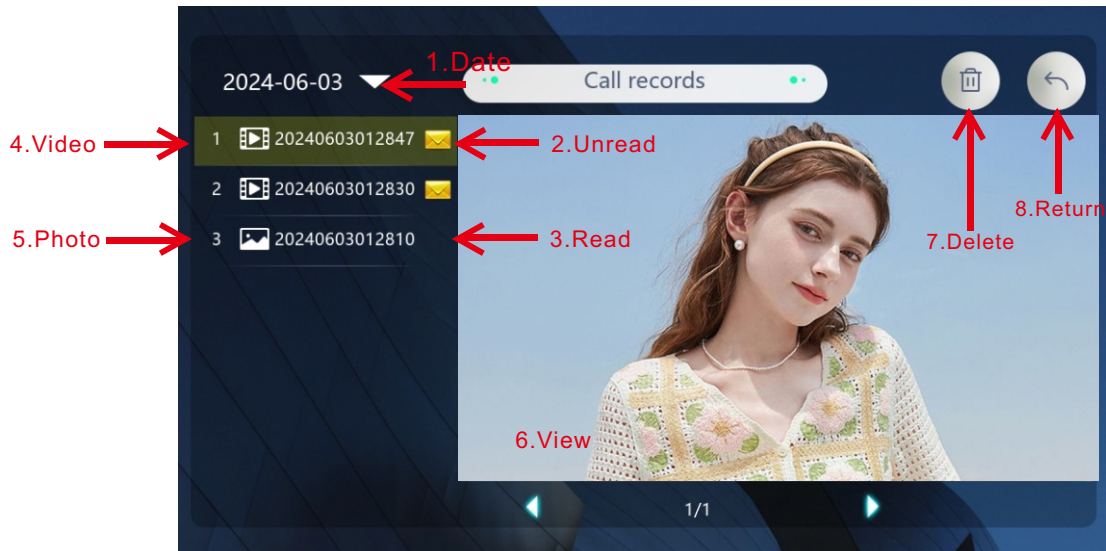 1.Date
2024-06-03
Call records
4.Video
1 20240603012847
2.Unread
2 20240603012830
8.Return
5.Photo
3 20240603012810
3.Read
7.Delete
6.View
1/1